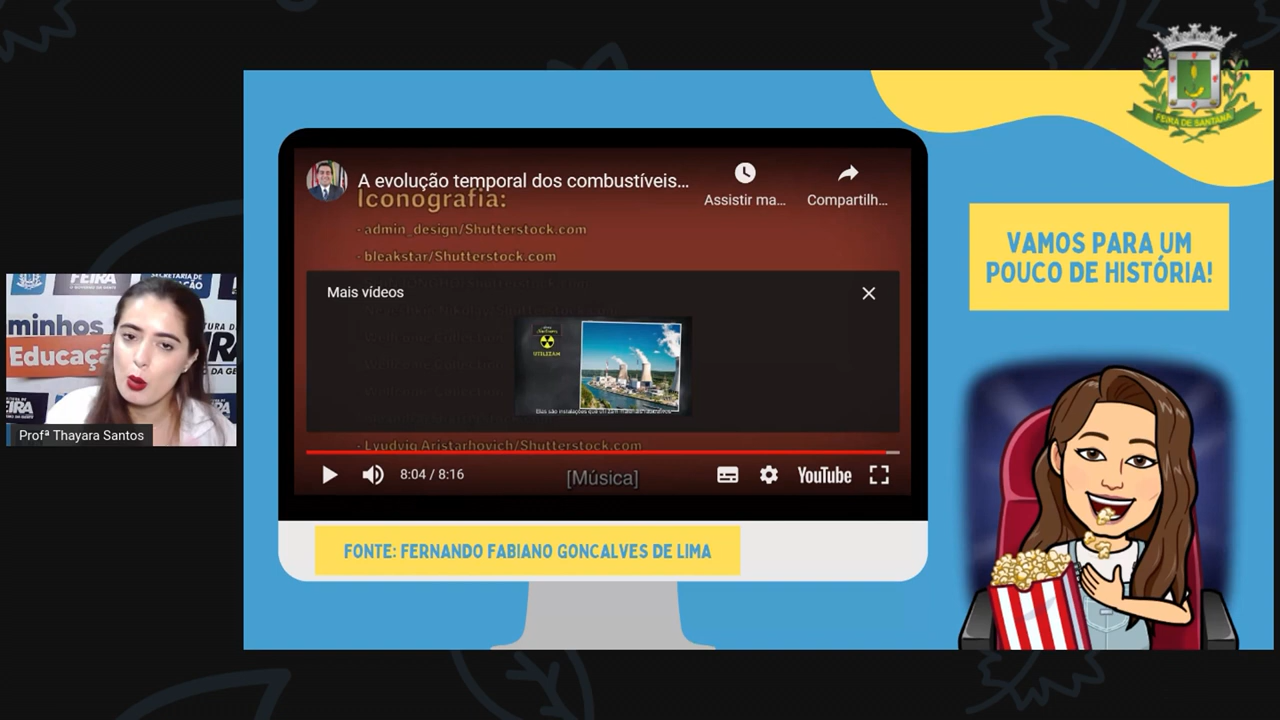 FEIRA DE SANTANA
A evolução temporal dos combustíveis...
Assistir ma...
Compartilh...
Iconografia:
- admin_design/Shutterstock.com
- bleakstar/Shutterstock.com
Mais vídeos
UTILIZAM
- Lyudvig Aristarhovich/Shutterstock.com
8:04 / 8:16
[Música]
YouTube
FONTE: FERNANDO FABIANO GONCALVES DE LIMA
VAMOS PARA UM
POUCO DE HISTÓRIA!
FEIRA
minhos
Educaçã
Profª Thayara Santos